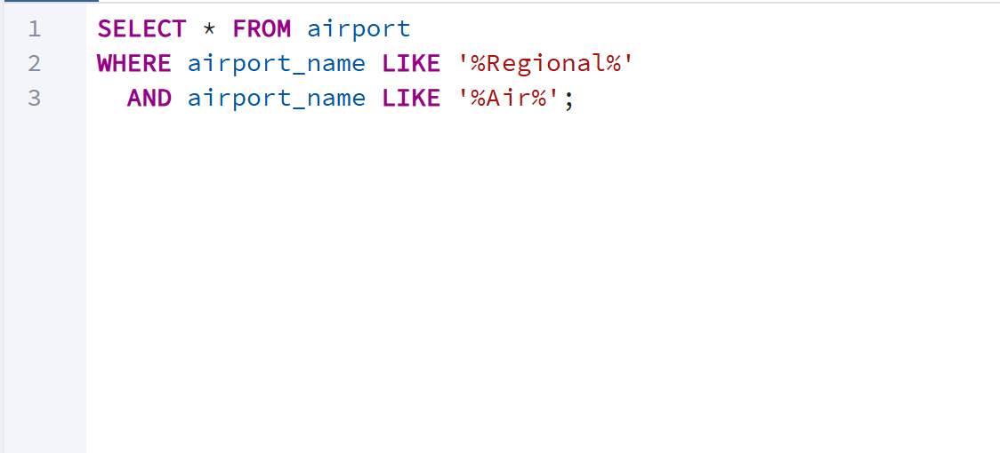 1 SELECT * FROM airport
2 WHERE airport_name LIKE '%Regional%'
3   AND airport_name LIKE '%Air%';